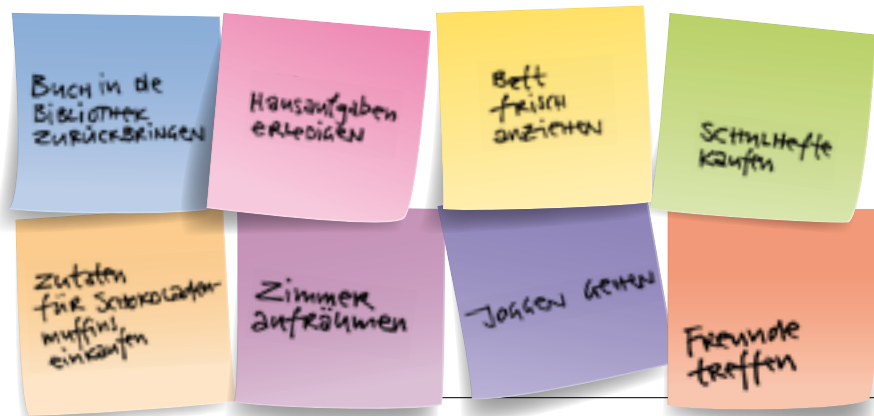 Buch in die
Bibliothek
zurückbringen
Hausaufgaben
erledigen
Bett
frisch
anziehen
Schulhefte
kaufen
Zutaten
für Schokoladen-
muffins
einkaufen
Zimmer
aufräumen
Joggen gehen
Freunde
treffen